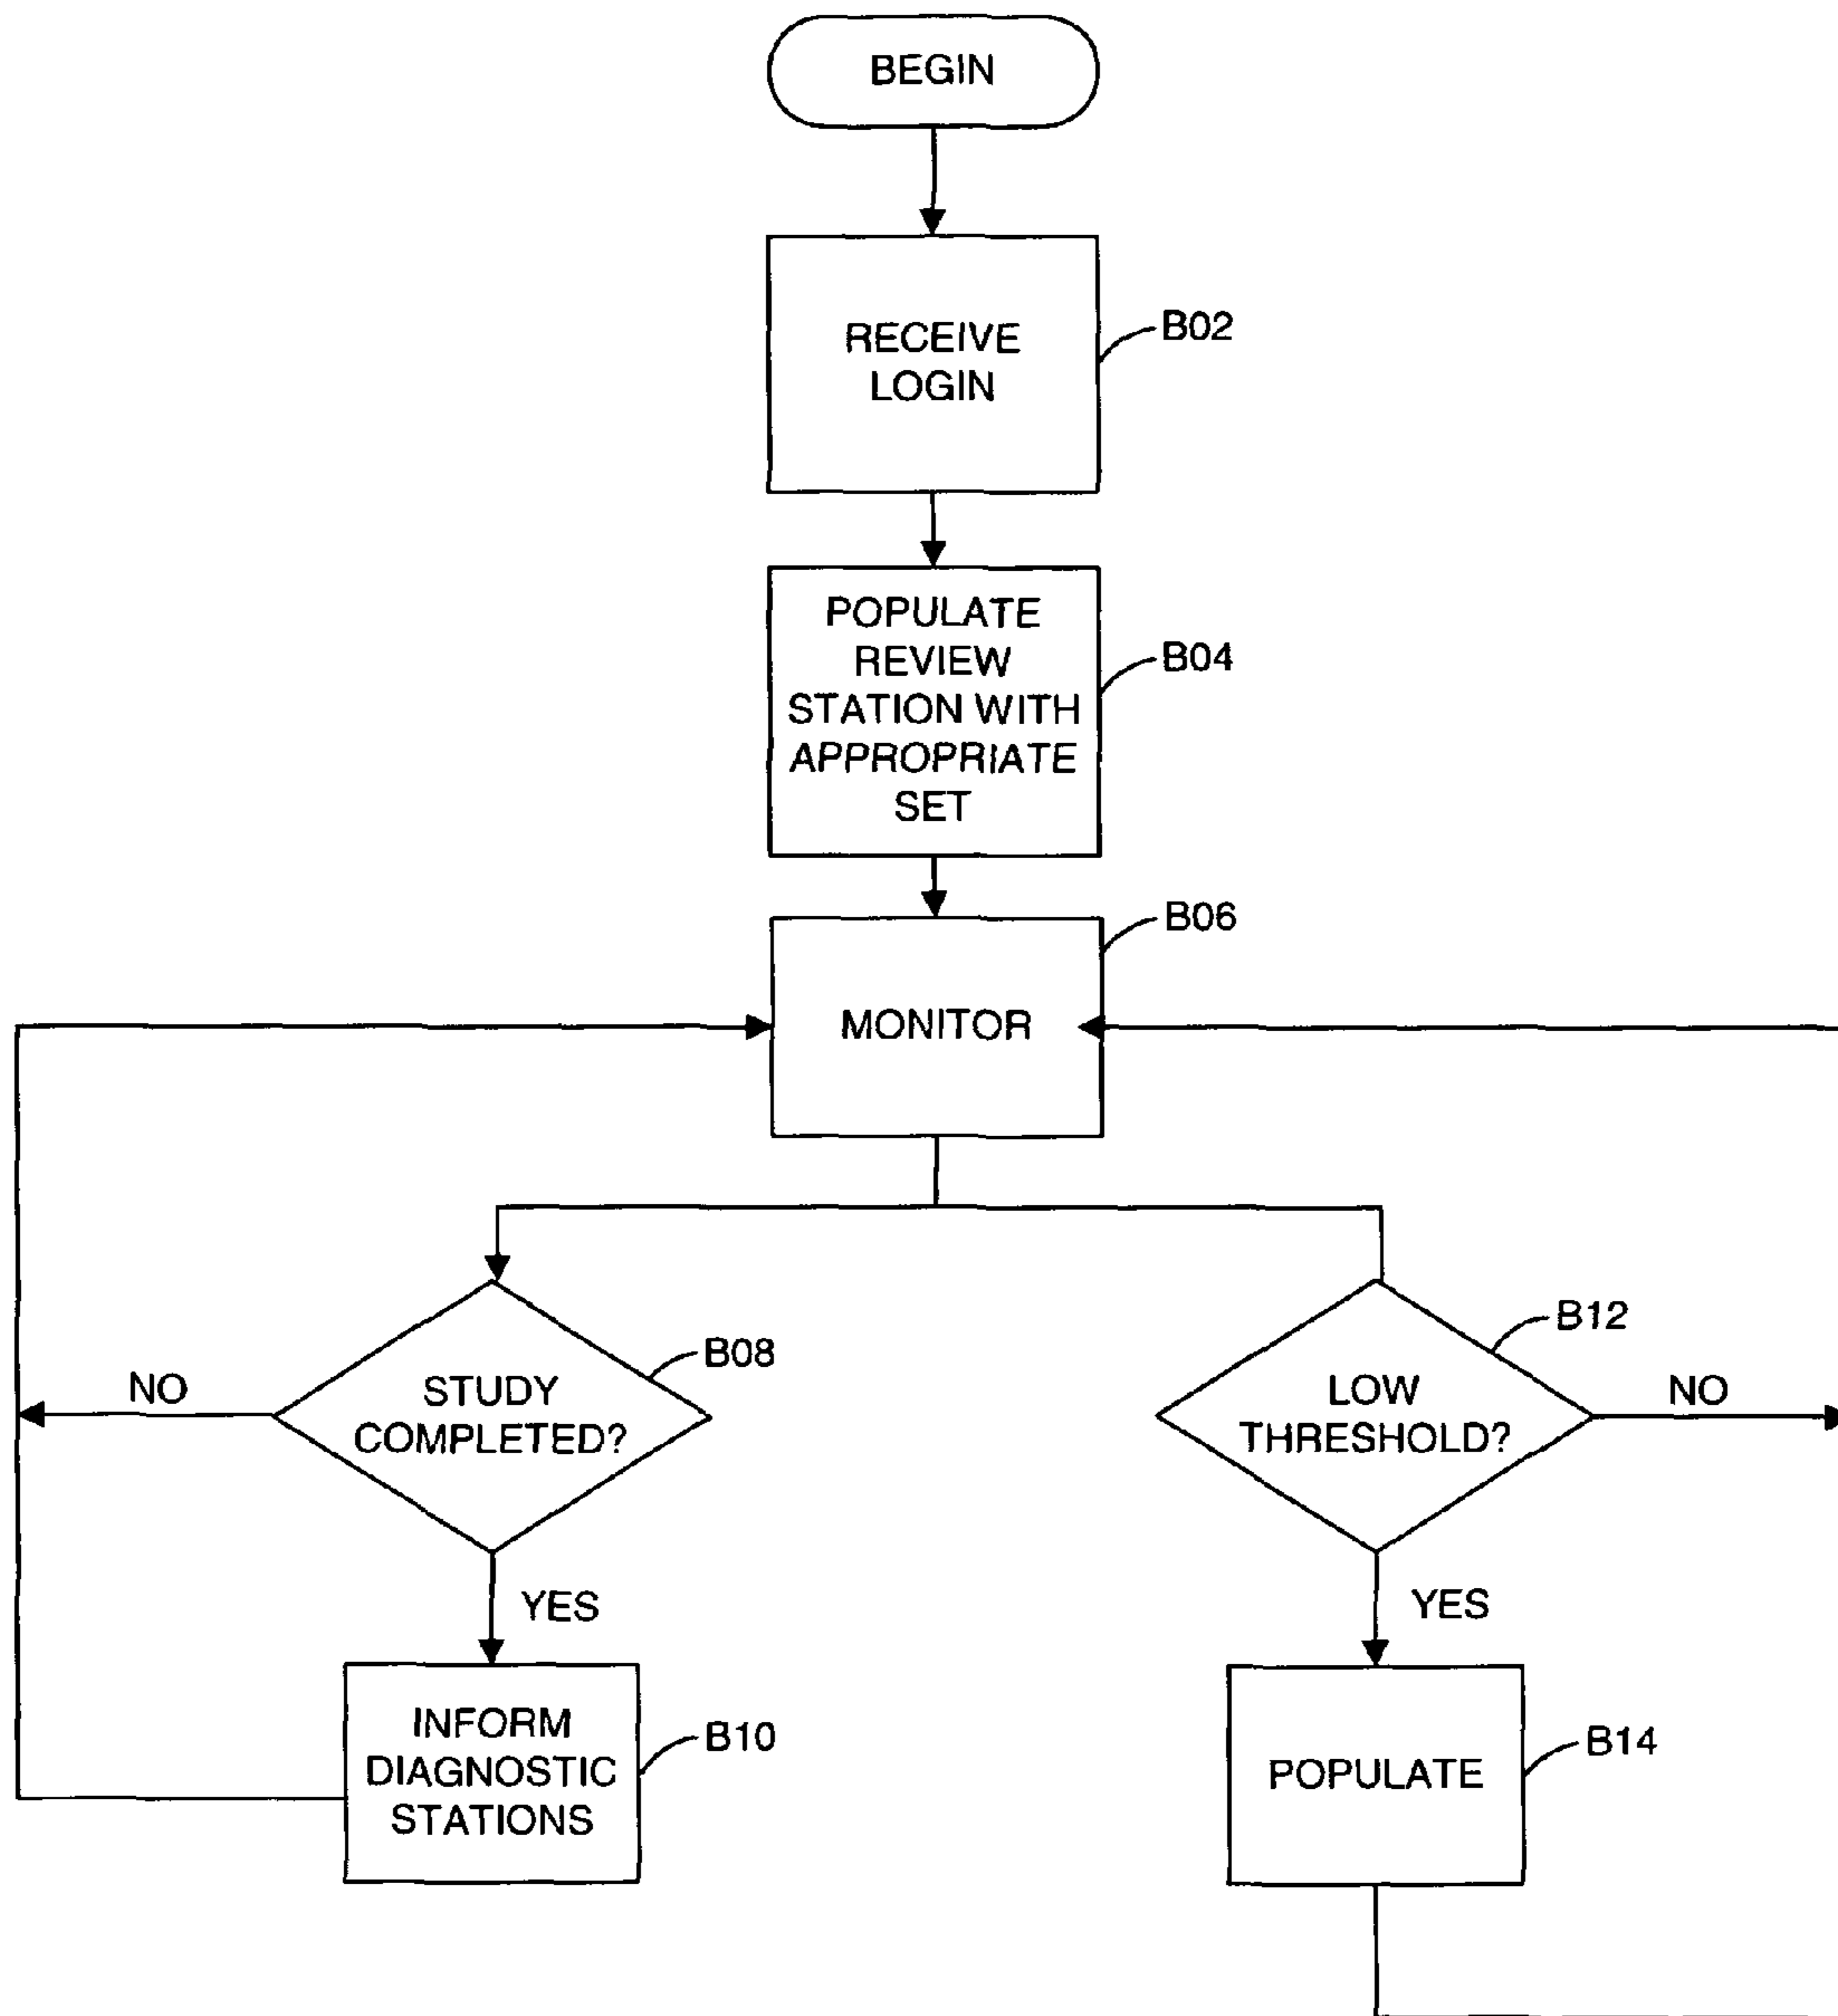 BEGIN
RECEIVE
LOGIN
B02
POPULATE
REVIEW
STATION WITH
APPROPRIATE
SET
B04
B06
MONITOR
B08
STUDY
COMPLETED?
NO
YES
B12
LOW
THRESHOLD?
NO
YES
INFORM
DIAGNOSTIC
STATIONS
B10
POPULATE
B14